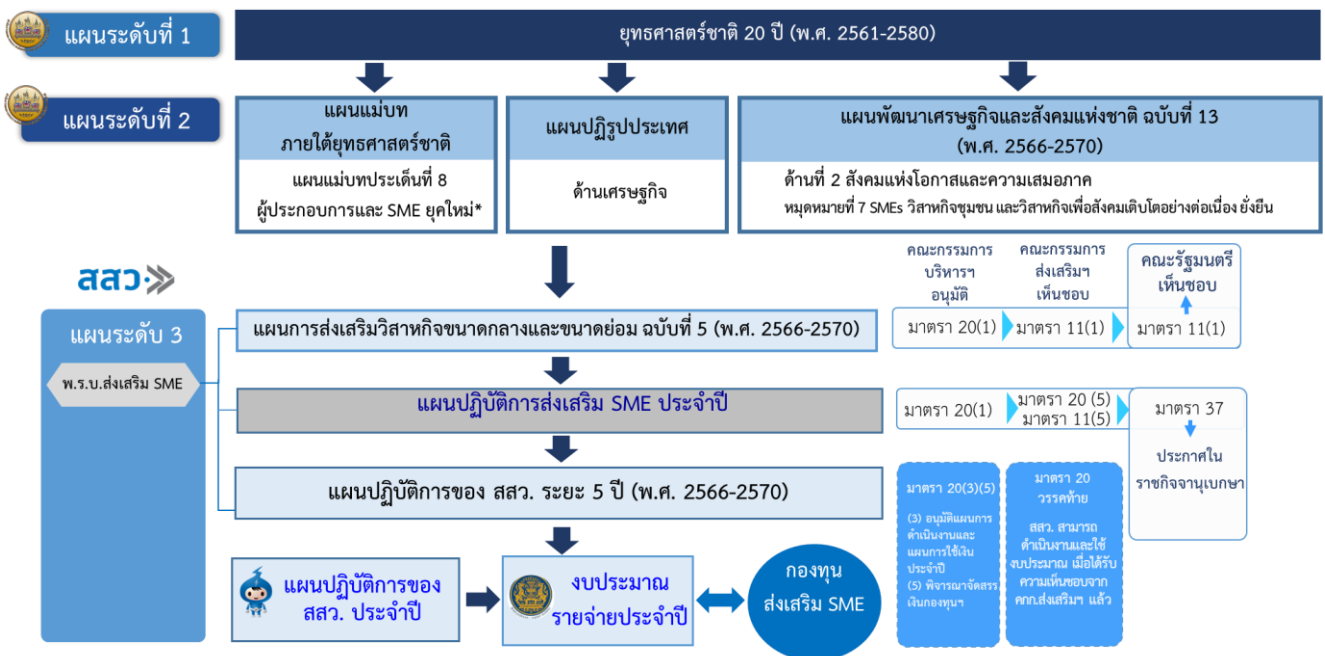 แผนระดับที่ 1
ยุทธศาสตร์ชาติ 20 ปี (พ.ศ. 2561-2580)
แผนระดับที่ 2
แผนแม่บท
ภายใต้ยุทธศาสตร์ชาติ
แผนแม่บทประเด็นที่ 8
ผู้ประกอบการและ SME ยุคใหม่*
แผนปฏิรูปประเทศ
ด้านเศรษฐกิจ
แผนพัฒนาเศรษฐกิจและสังคมแห่งชาติ ฉบับที่ 13
(พ.ศ. 2566-2570)
ด้านที่ 2 สังคมแห่งโอกาสและความเสมอภาค
หมุดหมายที่ 7 SMEs วิสาหกิจชุมชน และวิสาหกิจเพื่อสังคมเติบโตอย่างต่อเนื่อง ยั่งยืน
สสว.
แผนระดับ 3
พ.ร.บ.ส่งเสริม SME
คณะกรรมการ
บริหารฯ
อนุมัติ
คณะกรรมการ
ส่งเสริมฯ
เห็นชอบ
คณะรัฐมนตรี
เห็นชอบ
แผนการส่งเสริมวิสาหกิจขนาดกลางและขนาดย่อม ฉบับที่ 5 (พ.ศ. 2566-2570)
มาตรา 20(1)
มาตรา 11(1)
มาตรา 11(1)
แผนปฏิบัติการส่งเสริม SME ประจำปี
มาตรา 20(1)
มาตรา 20 (5)
มาตรา 11(5)
มาตรา 37
ประกาศใน
ราชกิจจานุเบกษา
แผนปฏิบัติการของ สสว. ระยะ 5 ปี (พ.ศ. 2566-2570)
มาตรา 20(3)(5)
(3) อนุมัติแผนการ
ดำเนินงานและ
แผนการใช้เงิน
ประจำปี
(5) พิจารณาจัดสรร
เงินกองทุนฯ
มาตรา 20
วรรคท้าย
สสว. สามารถ
ดำเนินงานและใช้
งบประมาณ เมื่อได้รับ
ความเห็นชอบจาก
คกก.ส่งเสริมฯ แล้ว
แผนปฏิบัติการของ
สสว. ประจำปี
งบประมาณ
รายจ่ายประจำปี
กองทุน
ส่งเสริม SME